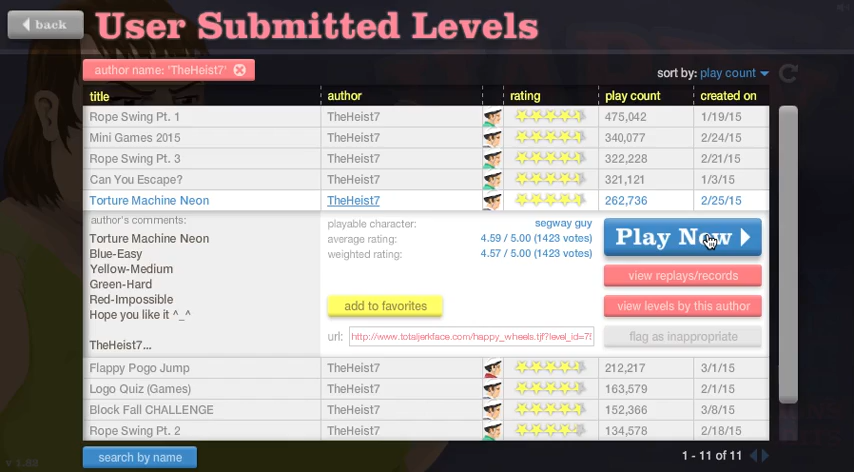 back
User Submitted Levels
author name: 'TheHeist7'
sort by: play count
title author rating play count created on
Rope Swing Pt. 1 TheHeist7 475,042 1/19/15
Mini Games 2015 TheHeist7 340,077 2/24/15
Rope Swing Pt. 3 TheHeist7 322,228 2/21/15
Can You Escape? TheHeist7 321,121 1/3/15
Torture Machine Neon TheHeist7 262,736 2/25/15
author's comments:
Torture Machine Neon
Blue-Easy
Yellow-Medium
Green-Hard
Red-Impossible
Hope you like it ^_^
TheHeist7...
playable character: segway guy
average rating: 4.59 / 5.00 (1423 votes)
weighted rating: 4.57 / 5.00 (1423 votes)
add to favorites
url: http://www.totaljerkface.com/happy_wheels.tjf?level_id=7
Play Now
view replays/records
view levels by this author
flag as inappropriate
Flappy Pogo Jump TheHeist7 212,217 3/1/15
Logo Quiz (Games) TheHeist7 163,579 2/1/15
Block Fall CHALLENGE TheHeist7 152,366 3/8/15
Rope Swing Pt. 2 TheHeist7 134,578 2/18/15
search by name
1 - 11 of 11